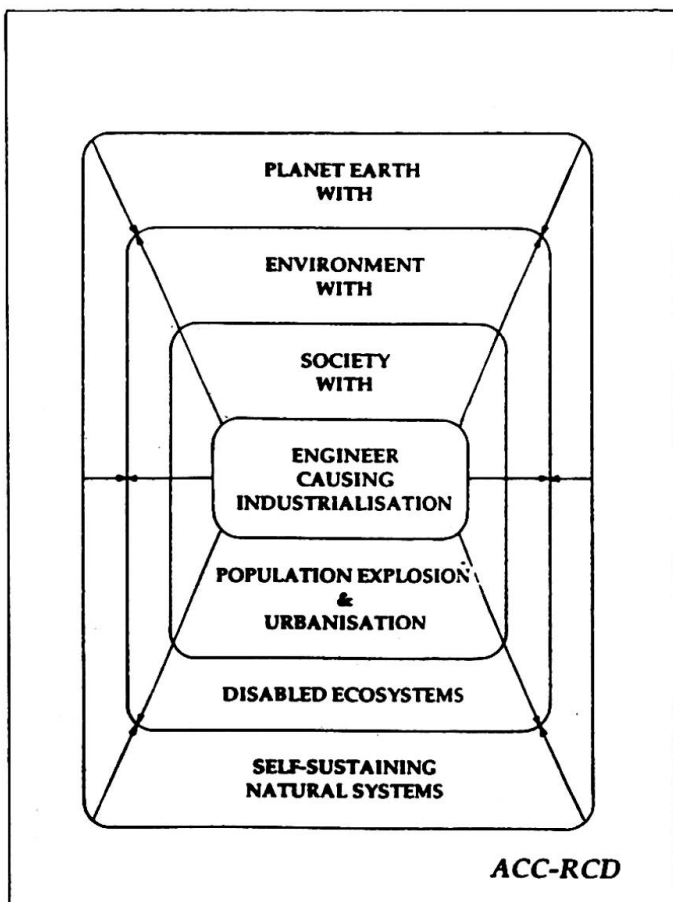 PLANET EARTH
WITH
ENVIRONMENT
WITH
SOCIETY
WITH
ENGINEER
CAUSING
INDUSTRIALISATION
POPULATION EXPLOSION
&
URBANISATION
DISABLED ECOSYSTEMS
SELF-SUSTAINING
NATURAL SYSTEMS
ACC-RCD